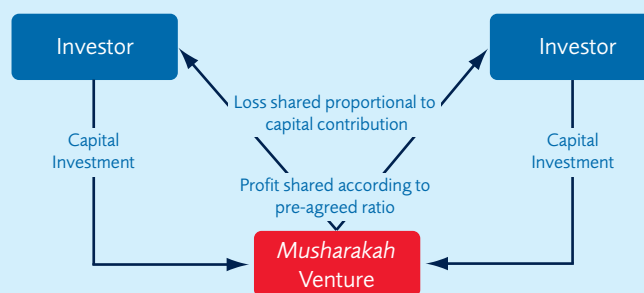 Investor
Investor
Loss shared proportional to
capital contribution
Capital
Investment
Capital
Investment
Profit shared according to
pre-agreed ratio
Musharakah
Venture